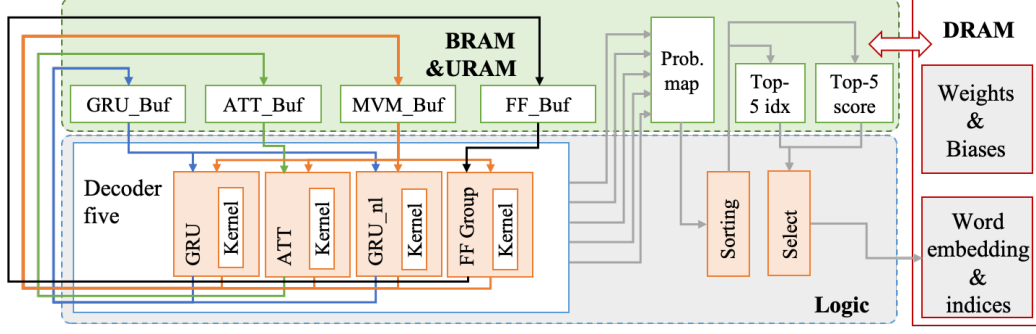 BRAM
&URAM
GRU_Buf
ATT_Buf
MVM_Buf
FF_Buf
Prob.
map
Top-
5 idx
Top-5
score
DRAM
Weights
&
Biases
Decoder
five
GRU
Kernel
ATT
Kernel
GRU_nl
Kernel
FF Group
Kernel
Sorting
Select
Word
embedding
&
indices
Logic